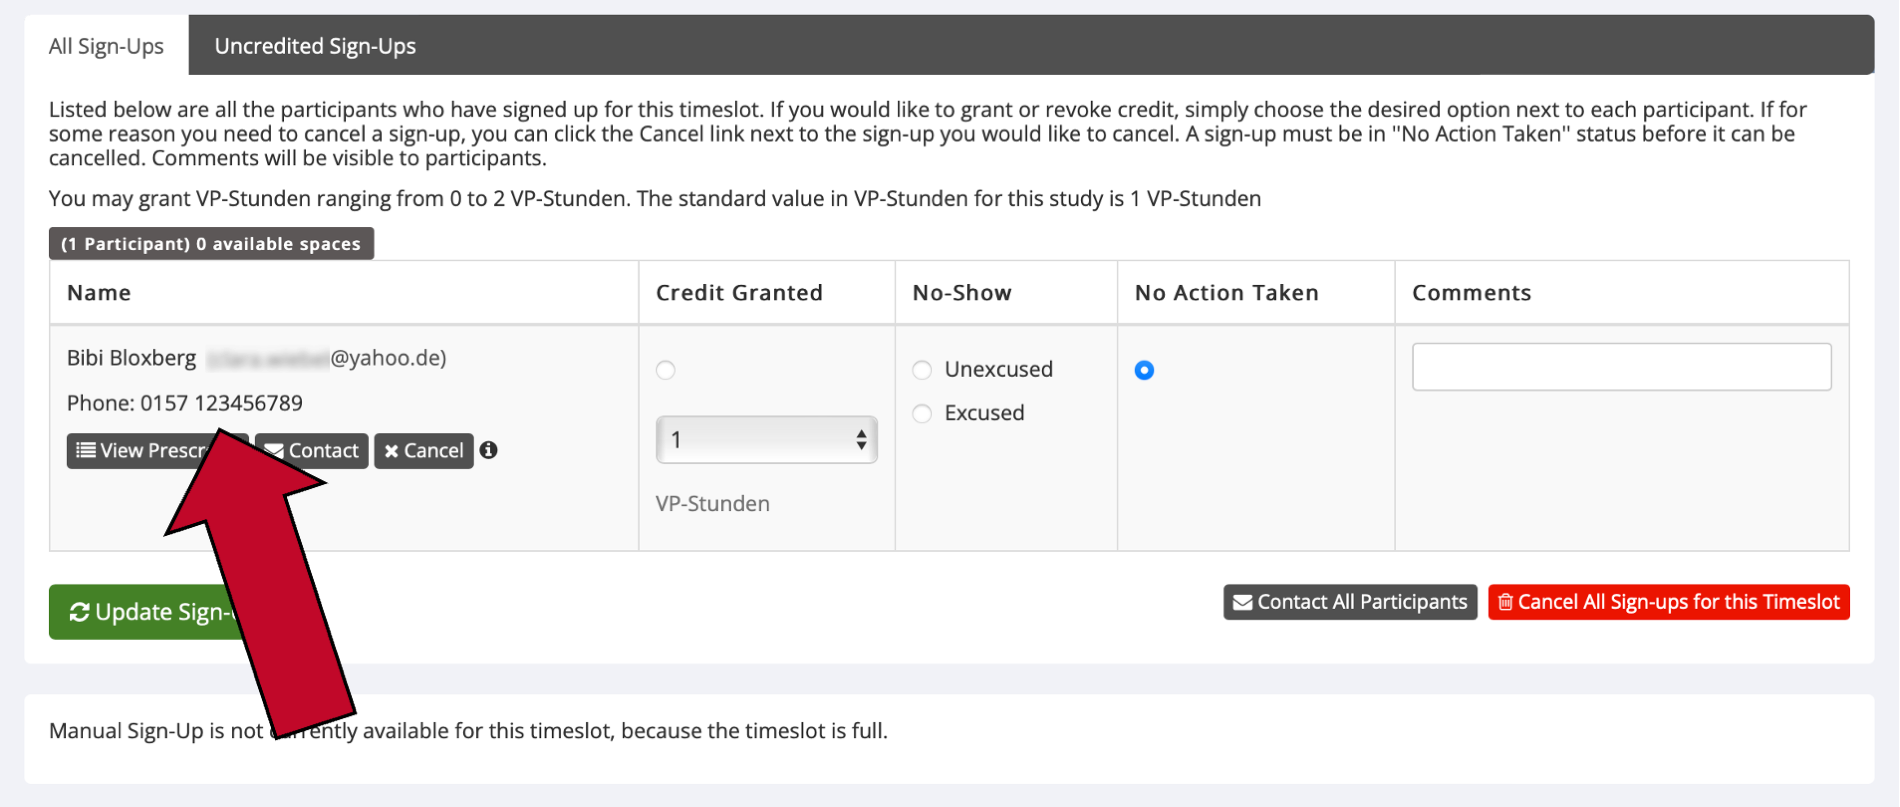 All Sign-Ups
Uncredited Sign-Ups
Listed below are all the participants who have signed up for this timeslot. If you would like to grant or revoke credit, simply choose the desired option next to each participant. If for
some reason you need to cancel a sign-up, you can click the Cancel link next to the sign-up you would like to cancel. A sign-up must be in "No Action Taken" status before it can be
cancelled. Comments will be visible to participants.
You may grant VP-Stunden ranging from 0 to 2 VP-Stunden. The standard value in VP-Stunden for this study is 1 VP-Stunden
(1 Participant) 0 available spaces
Name
Credit Granted
No-Show
No Action Taken
Comments
Bibi Bloxberg @yahoo.de)
Phone: 0157 123456789
View
Contact
Cancel
1
VP-Stunden
Unexcused
Excused
Update
Contact All Participants
Cancel All Sign-ups for this Timeslot
Manual Sign-Up is not currently available for this timeslot, because the timeslot is full.